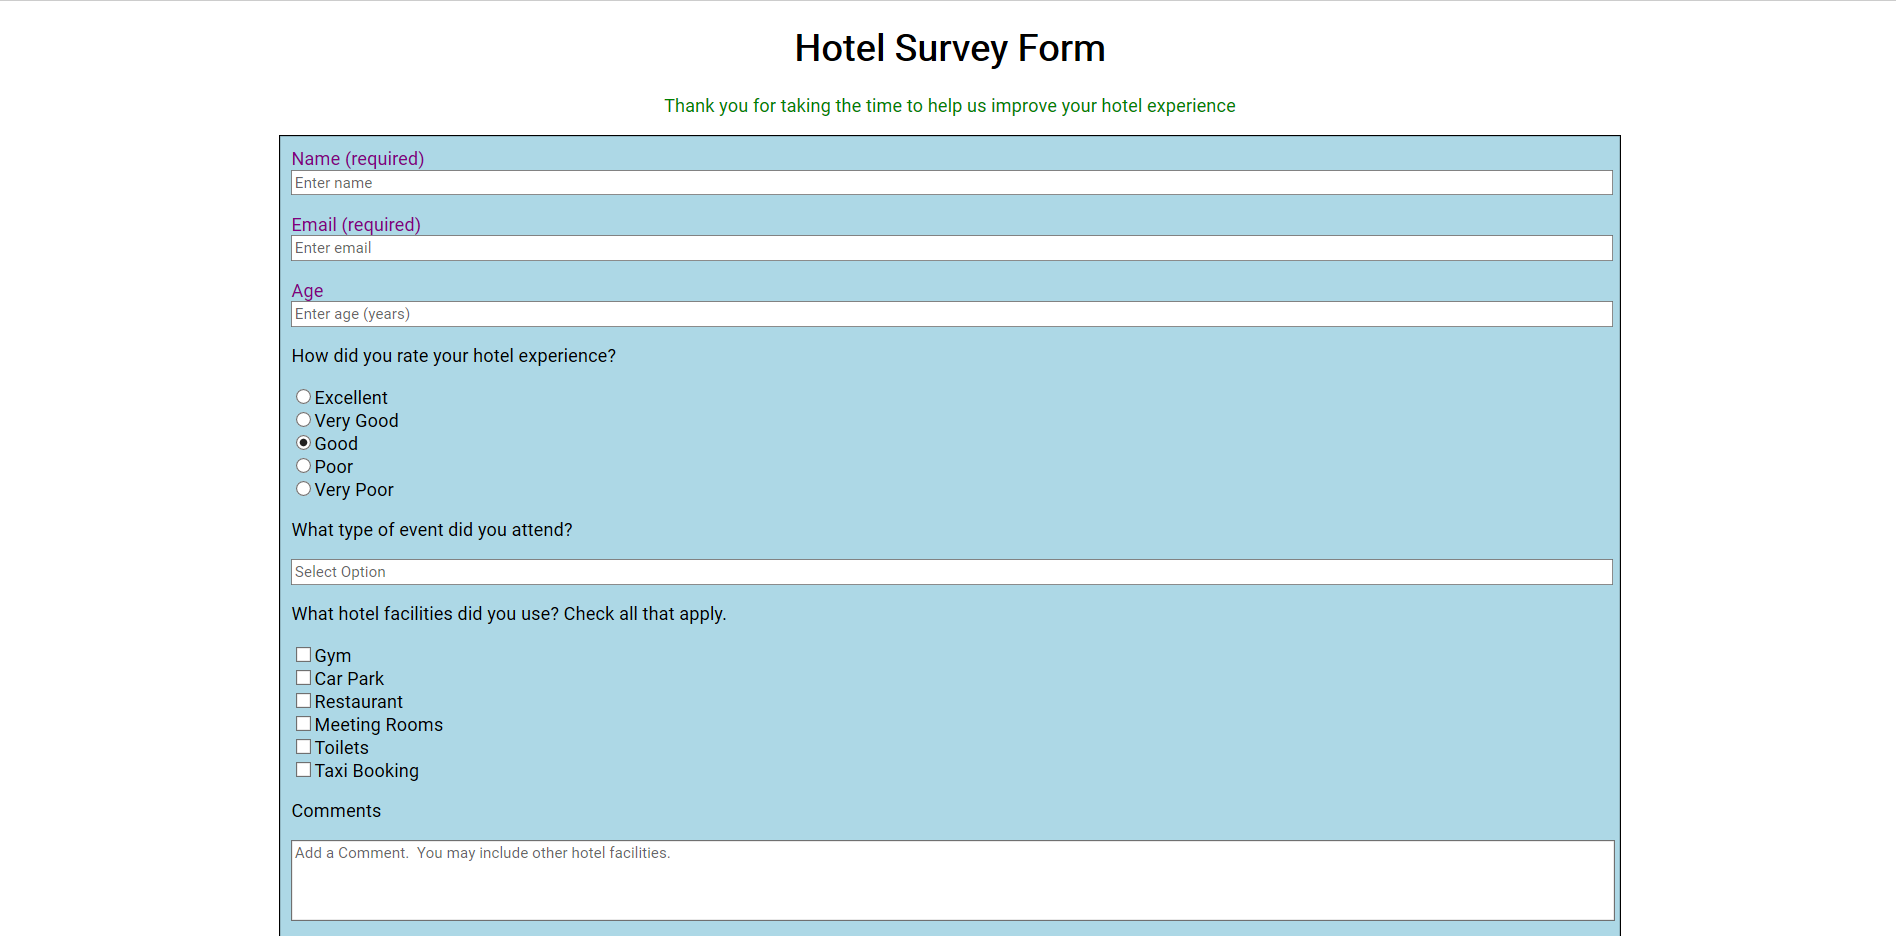 Hotel Survey Form
Thank you for taking the time to help us improve your hotel experience
Name (required)
Enter name
Email (required)
Enter email
Age
Enter age (years)
How did you rate your hotel experience?
Excellent
Very Good
Good
Poor
Very Poor
What type of event did you attend?
Select Option
What hotel facilities did you use? Check all that apply.
Gym
Car Park
Restaurant
Meeting Rooms
Toilets
Taxi Booking
Comments
Add a Comment.  You may include other hotel facilities.